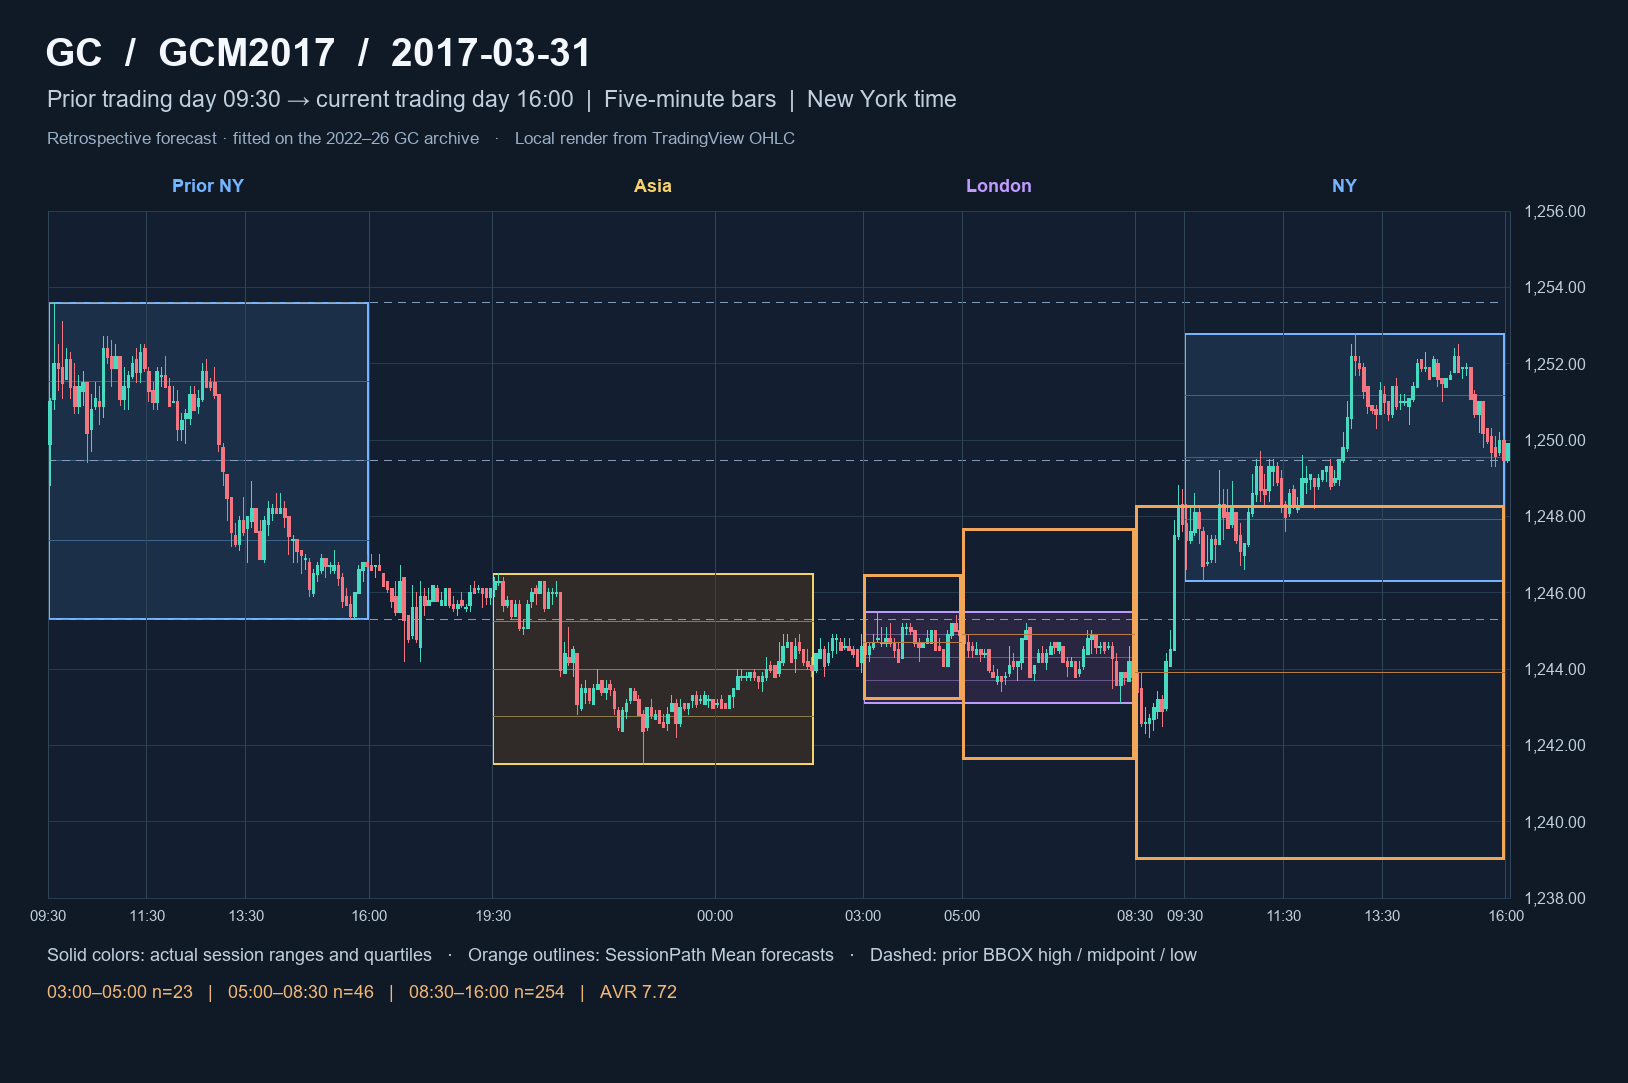 GC / GCM2017 / 2017-03-31
Prior trading day 09:30 → current trading day 16:00 | Five-minute bars | New York time
Retrospective forecast · fitted on the 2022–26 GC archive · Local render from TradingView OHLC
Prior NY Asia London NY
1,256.00
1,254.00
1,252.00
1,250.00
1,248.00
1,246.00
1,244.00
1,242.00
1,240.00
1,238.00
09:30 11:30 13:30 16:00 19:30 00:00 03:00 05:00 08:30 09:30 11:30 13:30 16:00
Solid colors: actual session ranges and quartiles · Orange outlines: SessionPath Mean forecasts · Dashed: prior BBOX high / midpoint / low
03:00–05:00 n=23 | 05:00–08:30 n=46 | 08:30–16:00 n=254 | AVR 7.72